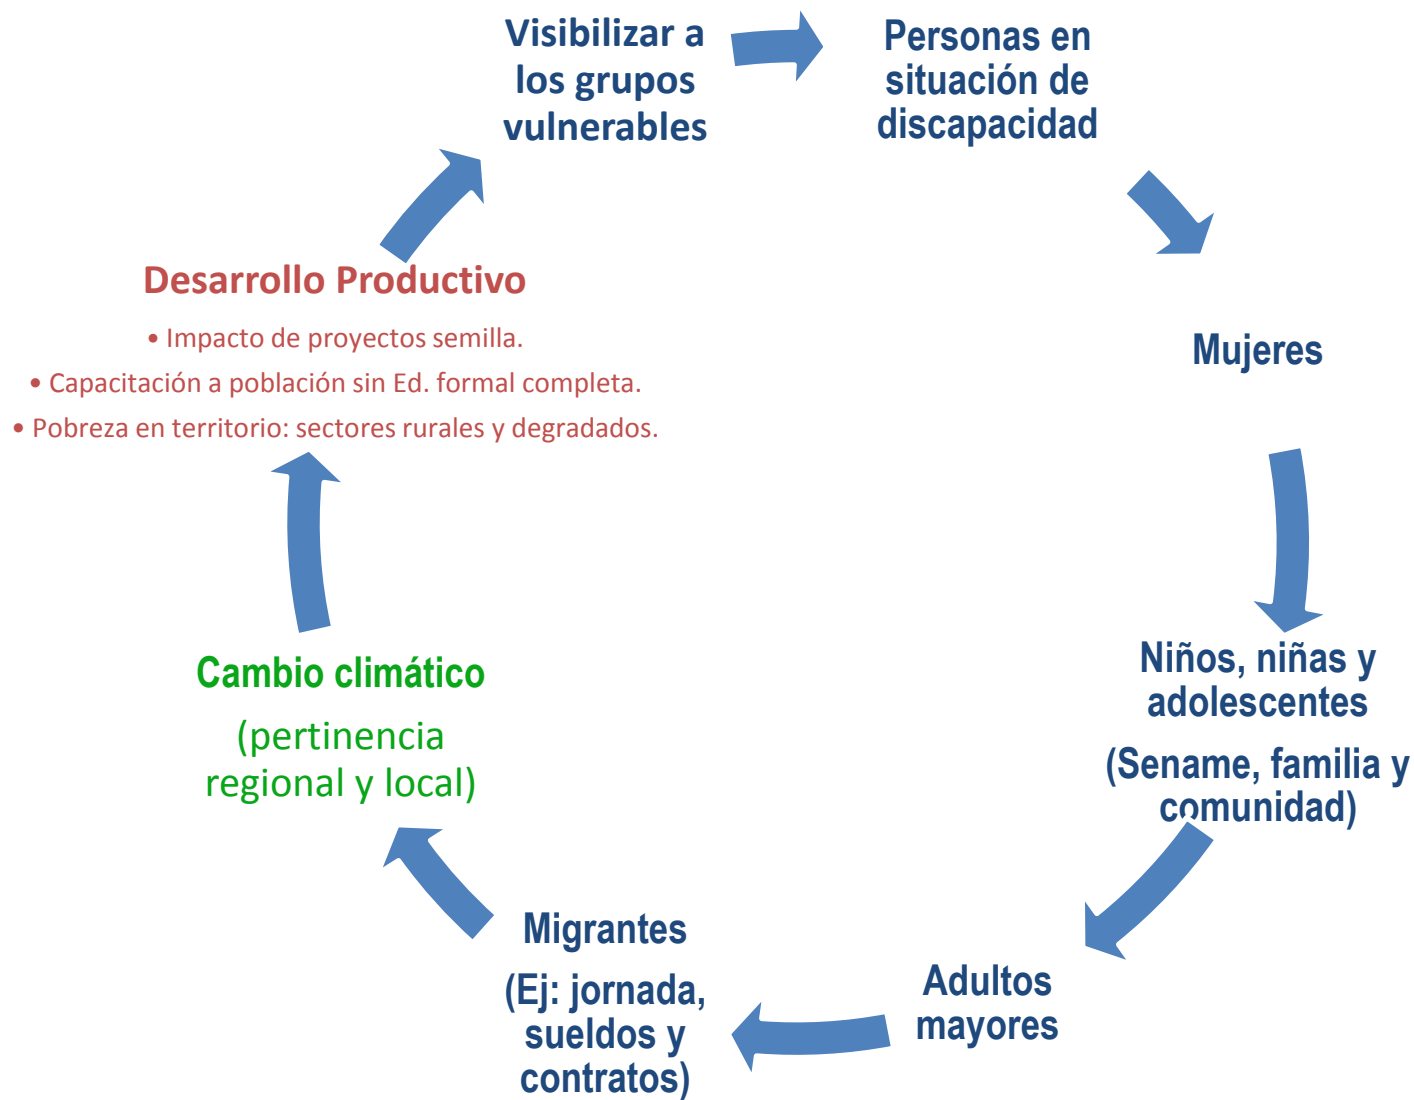 Visibilizar a
los grupos
vulnerables
Personas en
situación de
discapacidad
Mujeres
Niños, niñas y
adolescentes
(Sename, familia y
comunidad)
Adultos
mayores
Migrantes
(Ej: jornada,
sueldos y
contratos)
Cambio climático
(pertinencia
regional y local)
Desarrollo Productivo
• Impacto de proyectos semilla.
• Capacitación a población sin Ed. formal completa.
• Pobreza en territorio: sectores rurales y degradados.